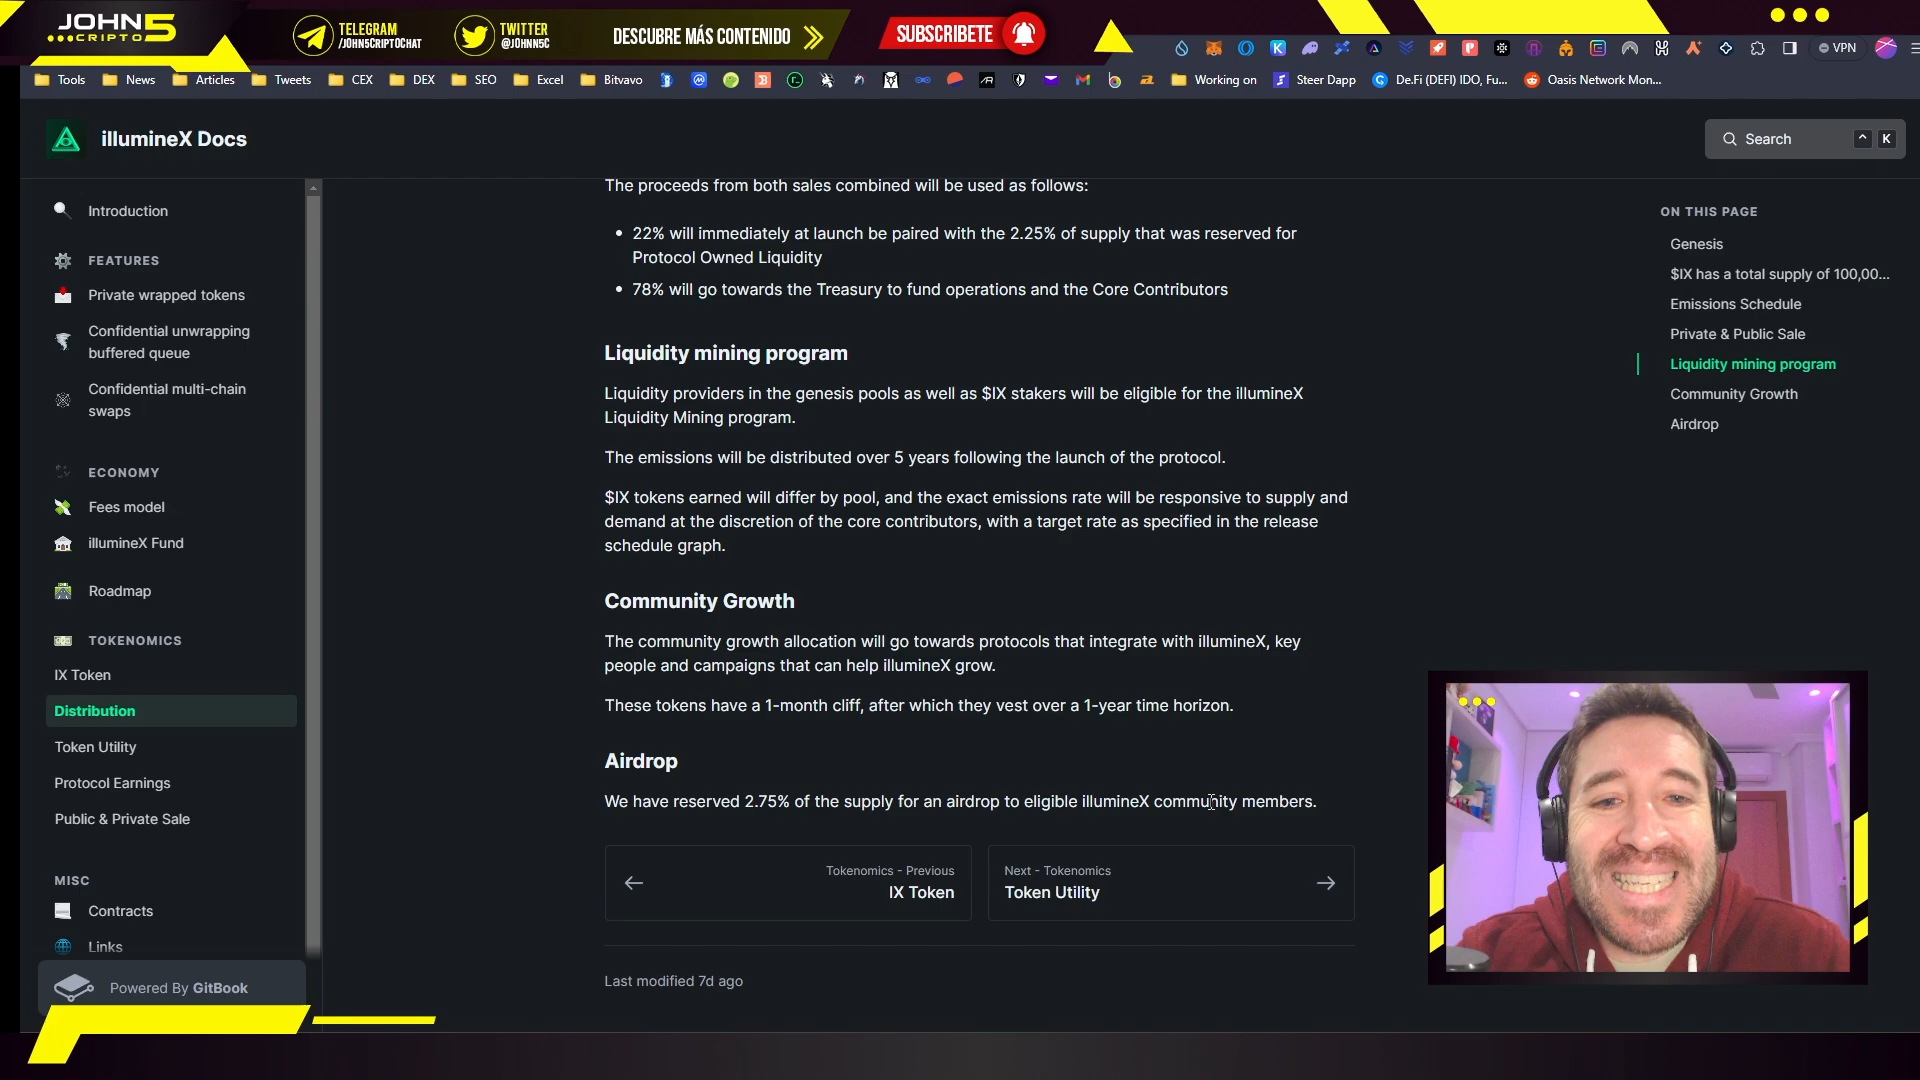 JOHN 5
CRIPTO
TELEGRAM
/JOHN5CRIPTOCHAT
TWITTER
@J0HNN5C
DESCUBRE MÁS CONTENIDO
SUBSCRIBETE
VPN
Tools
News
Articles
Tweets
CEX
DEX
SEO
Excel
Bitvavo
Working on
Steer Dapp
De.Fi (DEFI) IDO, Fu...
Oasis Network Mon...
illumineX Docs
Search
^ K
Introduction
FEATURES
Private wrapped tokens
Confidential unwrapping
buffered queue
Confidential multi-chain
swaps
ECONOMY
Fees model
illumineX Fund
Roadmap
TOKENOMICS
IX Token
Distribution
Token Utility
Protocol Earnings
Public & Private Sale
MISC
Contracts
Links
Powered By GitBook
The proceeds from both sales combined will be used as follows:
• 22% will immediately at launch be paired with the 2.25% of supply that was reserved for
Protocol Owned Liquidity
• 78% will go towards the Treasury to fund operations and the Core Contributors
Liquidity mining program
Liquidity providers in the genesis pools as well as $IX stakers will be eligible for the illumineX
Liquidity Mining program.
The emissions will be distributed over 5 years following the launch of the protocol.
$IX tokens earned will differ by pool, and the exact emissions rate will be responsive to supply and
demand at the discretion of the core contributors, with a target rate as specified in the release
schedule graph.
Community Growth
The community growth allocation will go towards protocols that integrate with illumineX, key
people and campaigns that can help illumineX grow.
These tokens have a 1-month cliff, after which they vest over a 1-year time horizon.
Airdrop
We have reserved 2.75% of the supply for an airdrop to eligible illumineX community members.
Tokenomics - Previous
IX Token
Next - Tokenomics
Token Utility
Last modified 7d ago
ON THIS PAGE
Genesis
$IX has a total supply of 100,00...
Emissions Schedule
Private & Public Sale
Liquidity mining program
Community Growth
Airdrop